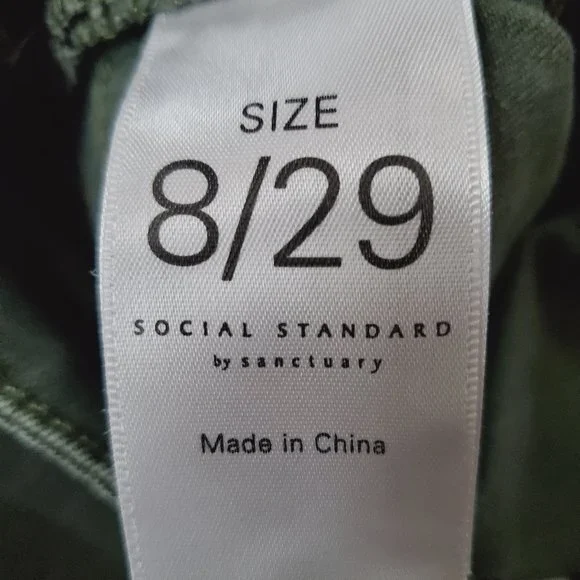 SIZE
8/29
SOCIAL STANDARD
by sanctuary
Made in China